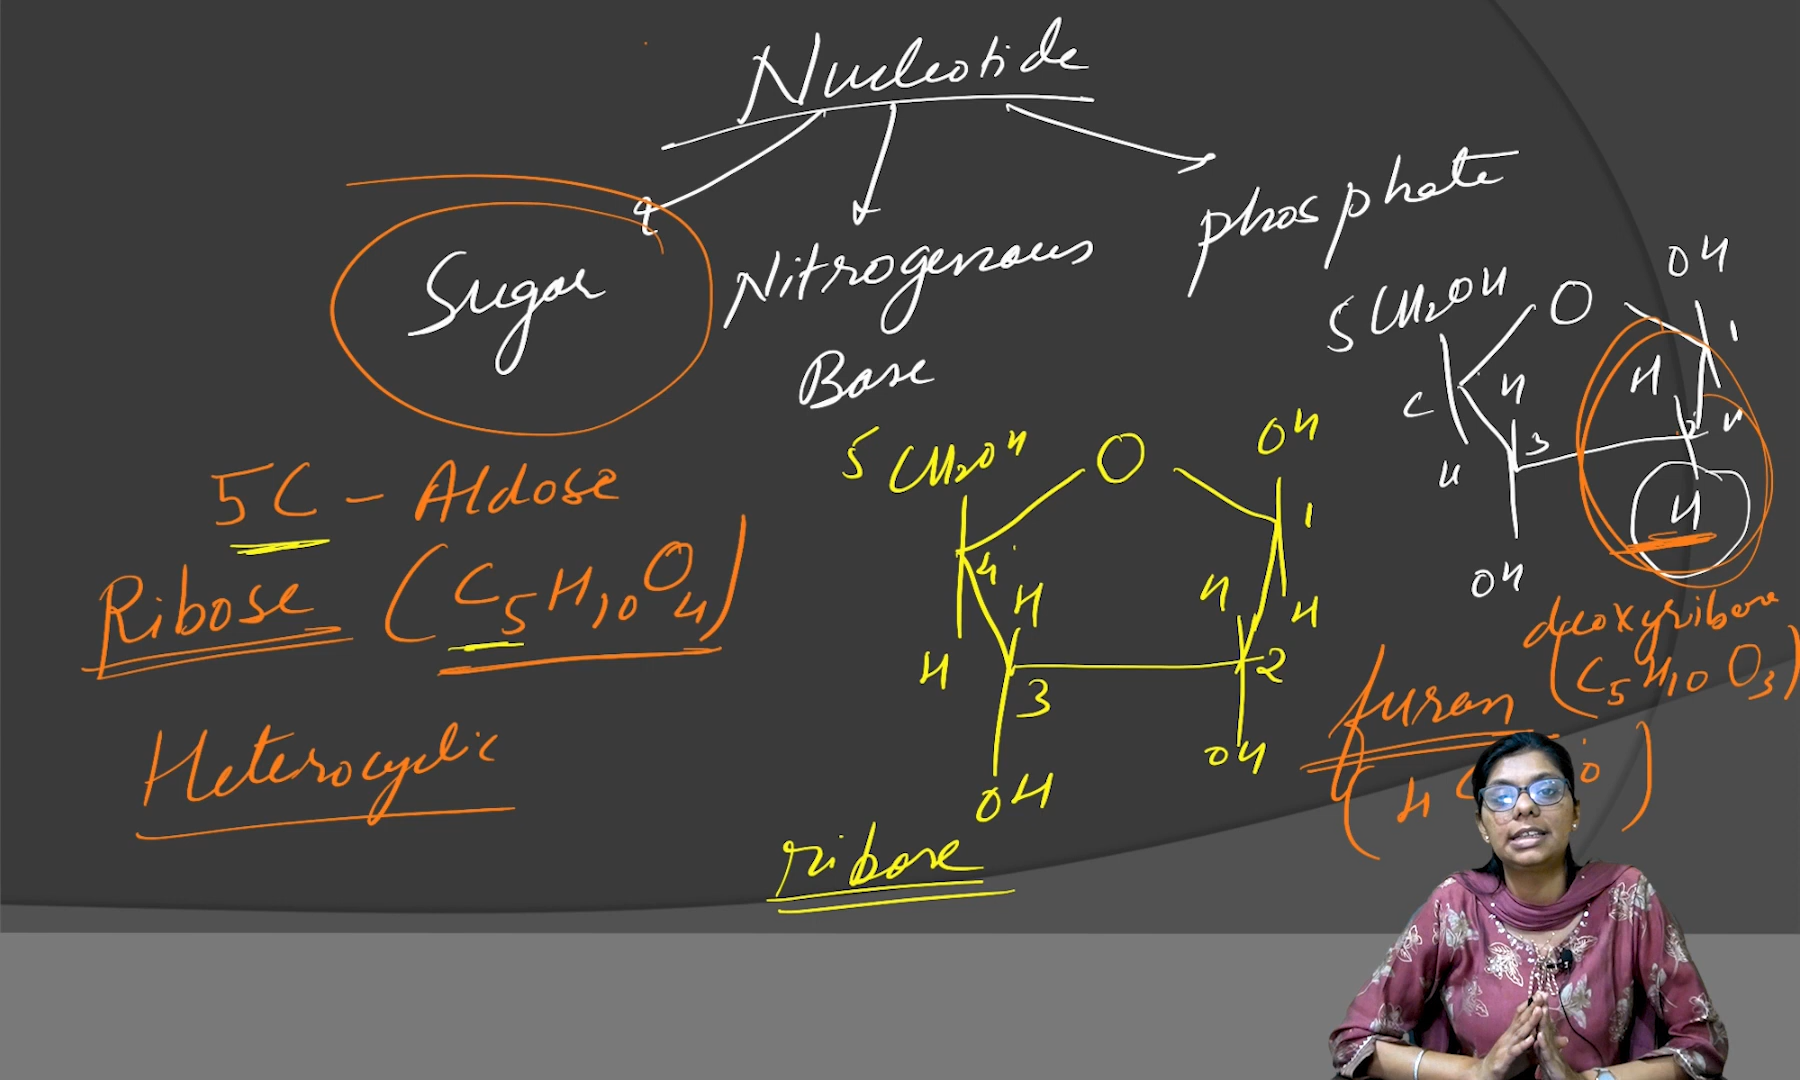 Nucleotide
Sugar
Nitrogenous
Base
phosphate
5C - Aldose
Ribose (C5H10O4)
Heterocyclic
5 CH2OH
O
OH
1
4
H
H
H
H
3
2
OH
OH
ribose
5 CH2OH
O
OH
1
C
H
H
H
3
2
OH
H
deoxyribose
(C5H10O3)
furan